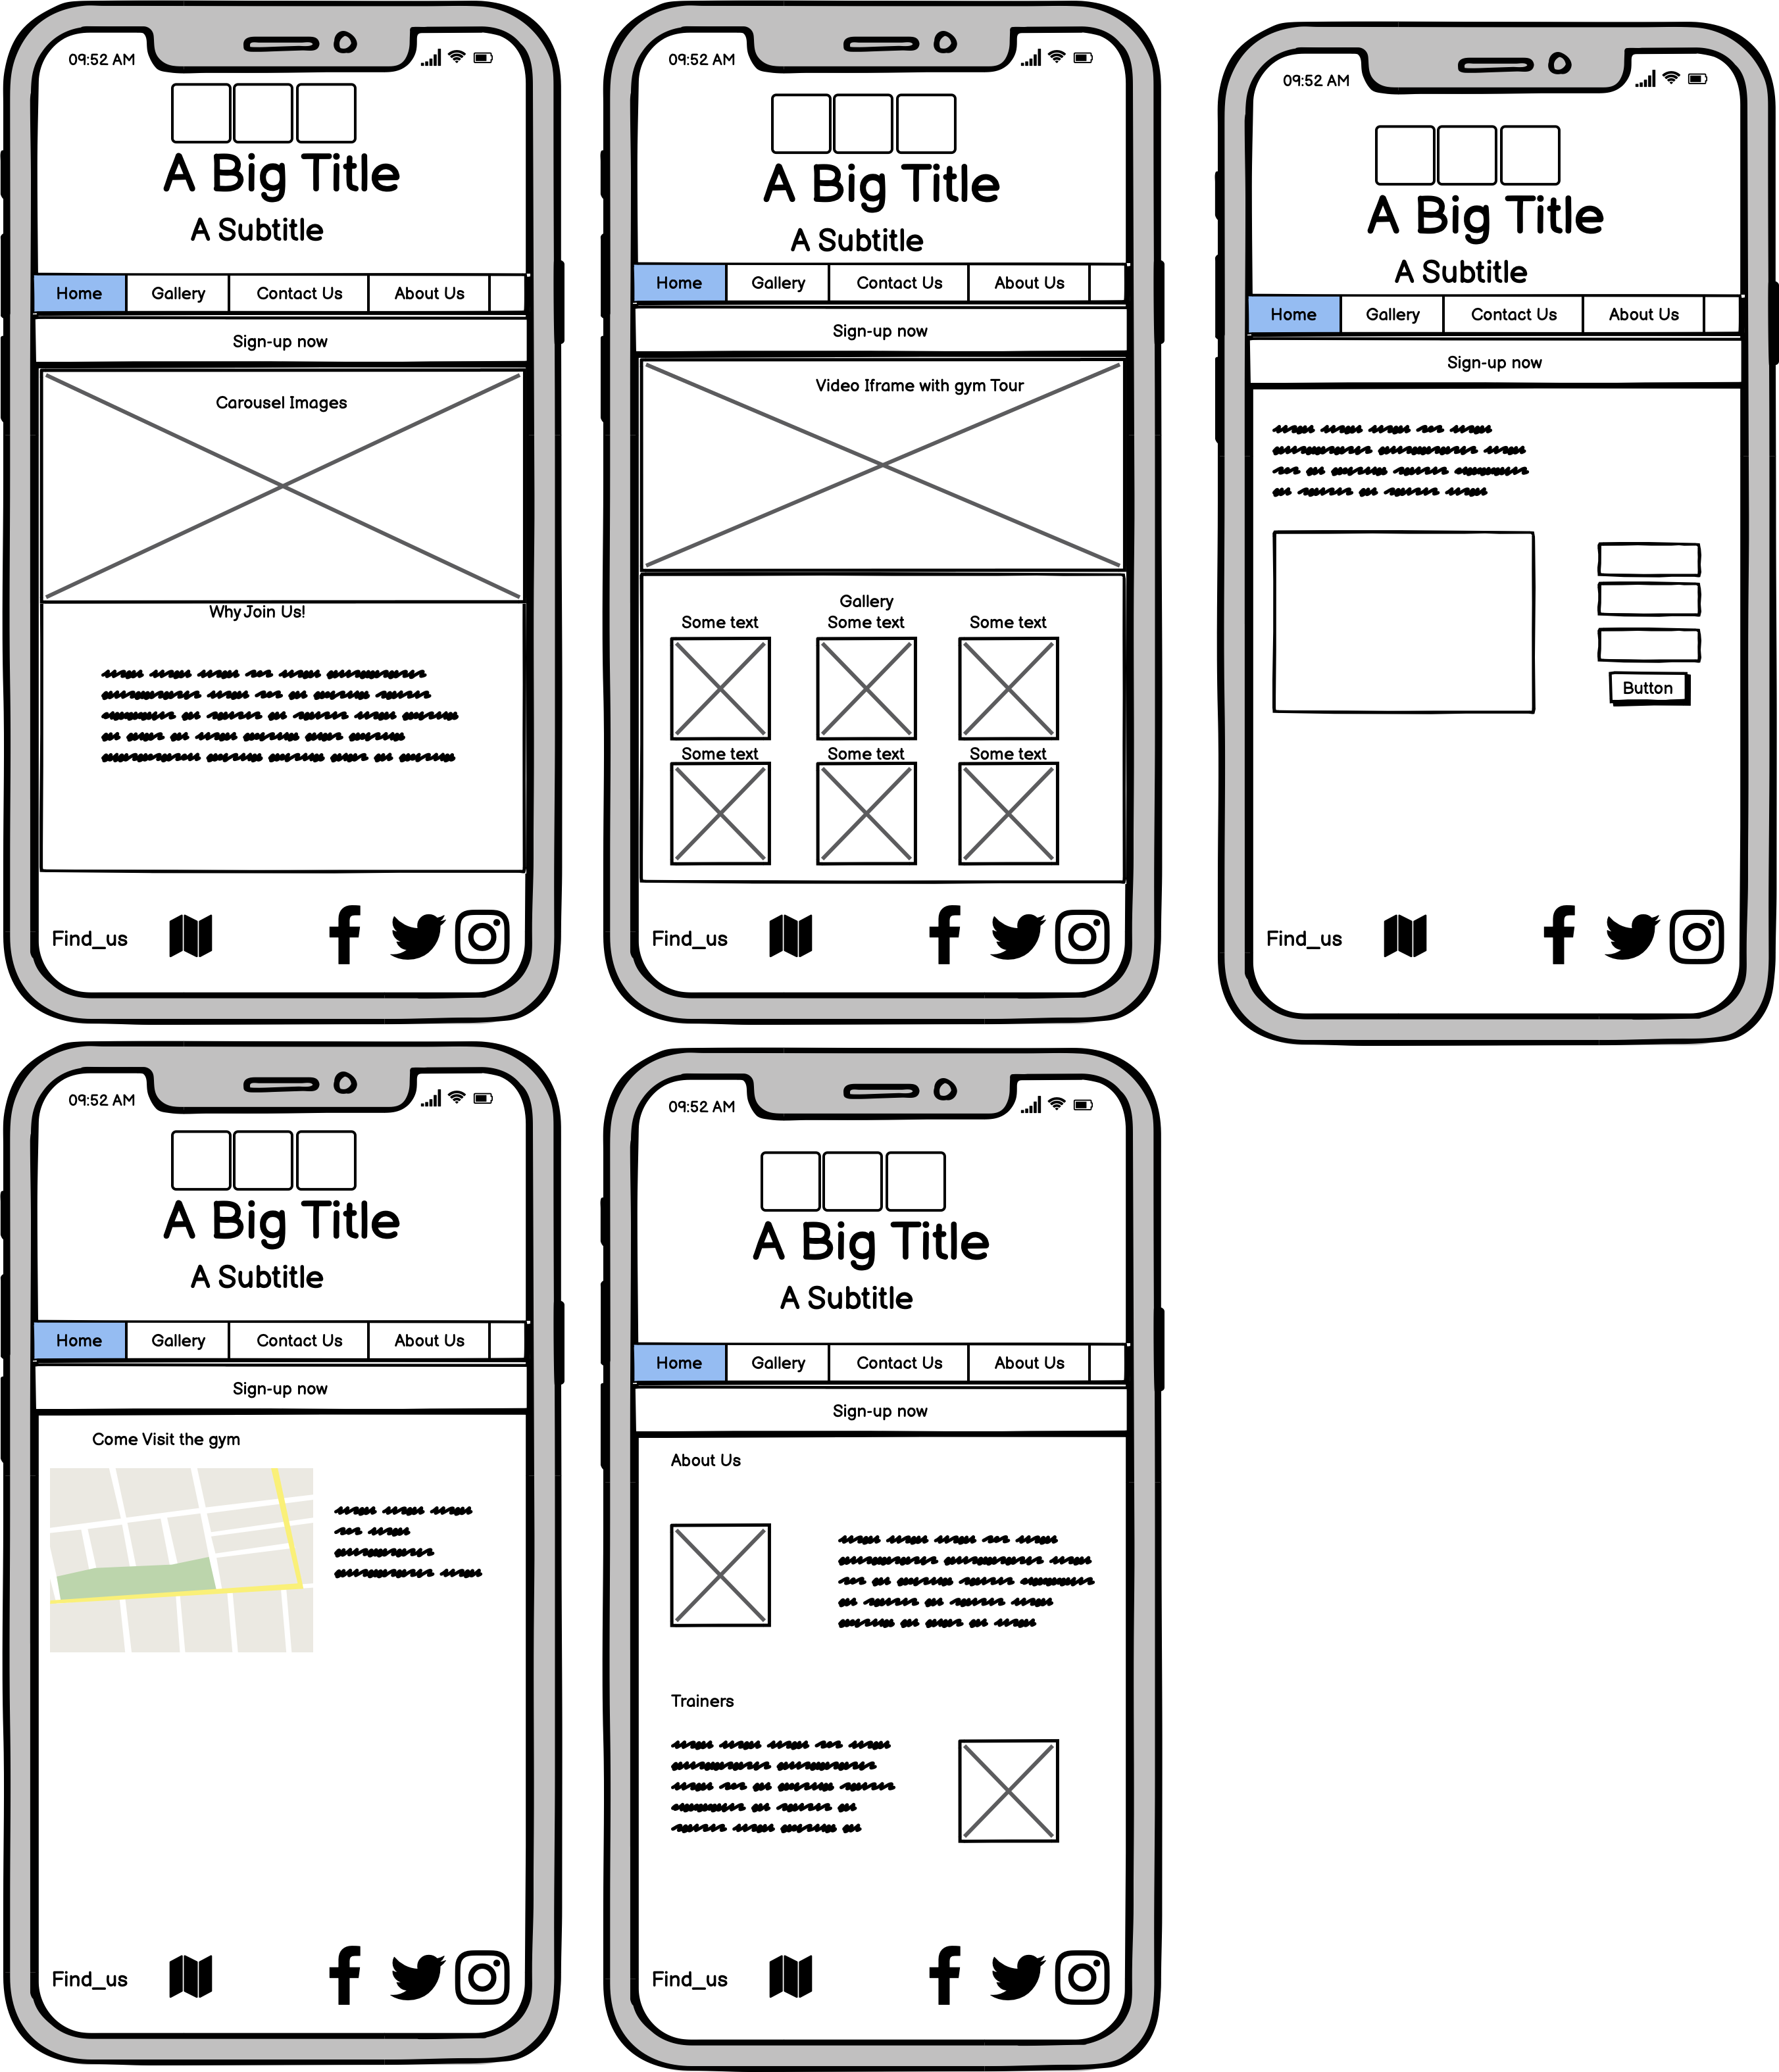 09:52 AM
A Big Title
A Subtitle
Home Gallery Contact Us About Us
Sign-up now
Carousel Images
Why Join Us!
Find_us
09:52 AM
A Big Title
A Subtitle
Home Gallery Contact Us About Us
Sign-up now
Video Iframe with gym Tour
Gallery
Some text Some text Some text
Some text Some text Some text
Find_us
09:52 AM
A Big Title
A Subtitle
Home Gallery Contact Us About Us
Sign-up now
Button
Find_us
09:52 AM
A Big Title
A Subtitle
Home Gallery Contact Us About Us
Sign-up now
Come Visit the gym
Find_us
09:52 AM
A Big Title
A Subtitle
Home Gallery Contact Us About Us
Sign-up now
About Us
Trainers
Find_us